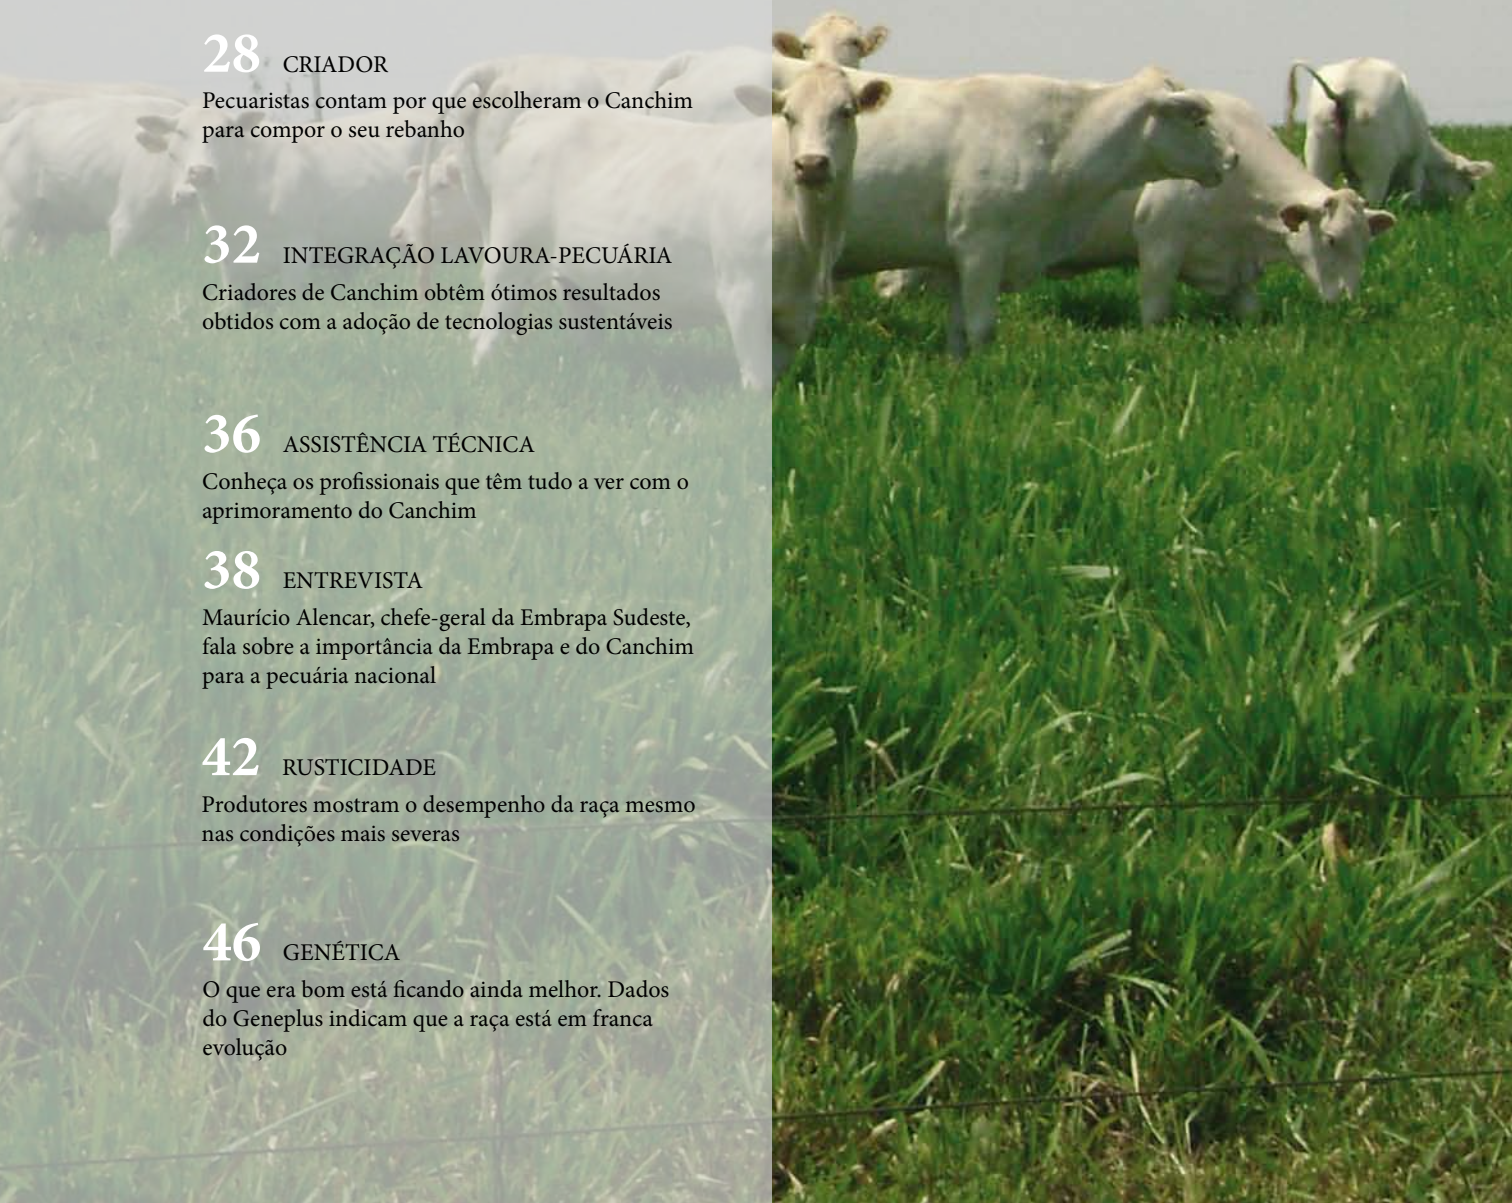 28 CRIADOR
Pecuaristas contam por que escolheram o Canchim
para compor o seu rebanho
32 INTEGRAÇÃO LAVOURA-PECUÁRIA
Criadores de Canchim obtêm ótimos resultados
obtidos com a adoção de tecnologias sustentáveis
36 ASSISTÊNCIA TÉCNICA
Conheça os profissionais que têm tudo a ver com o
aprimoramento do Canchim
38 ENTREVISTA
Maurício Alencar, chefe-geral da Embrapa Sudeste,
fala sobre a importância da Embrapa e do Canchim
para a pecuária nacional
42 RUSTICIDADE
Produtores mostram o desempenho da raça mesmo
nas condições mais severas
46 GENÉTICA
O que era bom está ficando ainda melhor. Dados
do Geneplus indicam que a raça está em franca
evolução